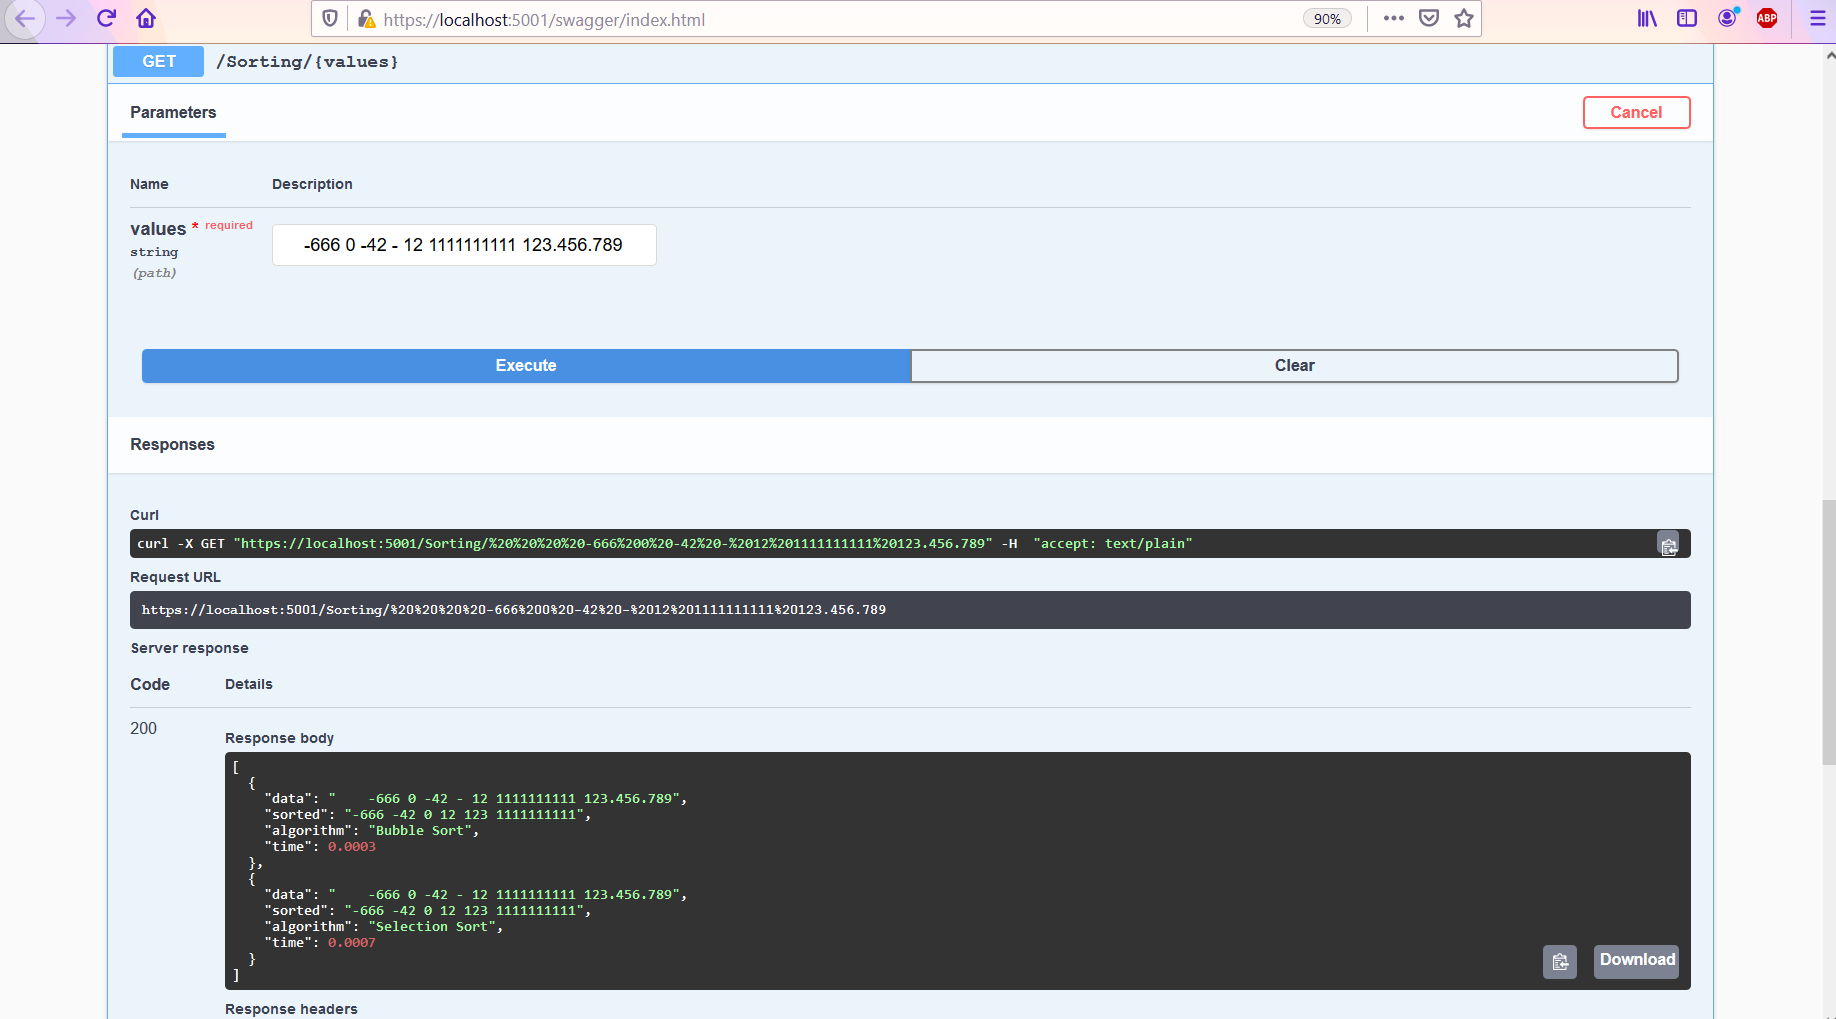 https://localhost:5001/swagger/index.html
90%
ABP
GET /Sorting/{values}
Parameters
Cancel
Name Description
values * required
string
(path)
-666 0 -42 - 12 1111111111 123.456.789
Execute
Clear
Responses
Curl
curl -X GET "https://localhost:5001/Sorting/%20%20%20%20-666%200%20-42%20-%2012%201111111111%20123.456.789" -H  "accept: text/plain"
Request URL
https://localhost:5001/Sorting/%20%20%20%20-666%200%20-42%20-%2012%201111111111%20123.456.789
Server response
Code Details
200
Response body
[
  {
    "data": "    -666 0 -42 - 12 1111111111 123.456.789",
    "sorted": "-666 -42 0 12 123 1111111111",
    "algorithm": "Bubble Sort",
    "time": 0.0003
  },
  {
    "data": "    -666 0 -42 - 12 1111111111 123.456.789",
    "sorted": "-666 -42 0 12 123 1111111111",
    "algorithm": "Selection Sort",
    "time": 0.0007
  }
]
Download
Response headers